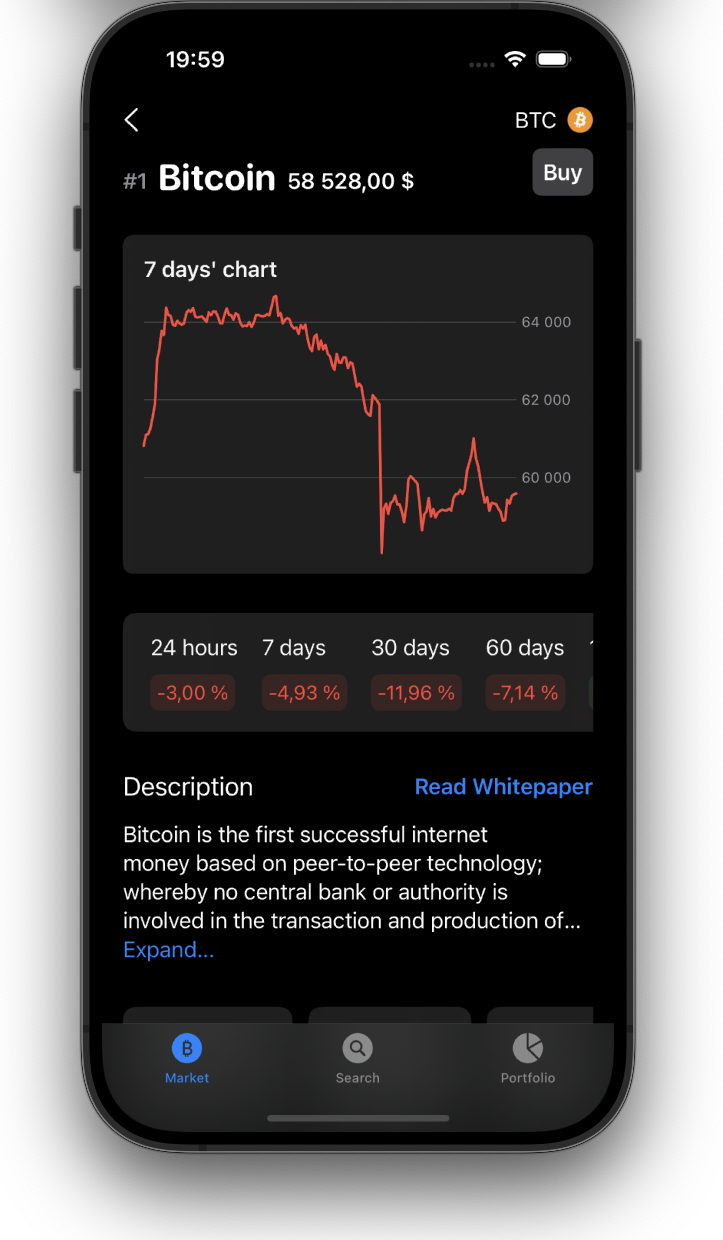 19:59
BTC
#1 Bitcoin 58 528,00 $
Buy
7 days' chart
64 000
62 000
60 000
24 hours 7 days 30 days 60 days
-3,00 % -4,93 % -11,96 % -7,14 %
Description Read Whitepaper
Bitcoin is the first successful internet
money based on peer-to-peer technology;
whereby no central bank or authority is
involved in the transaction and production of...
Expand...
Market Search Portfolio